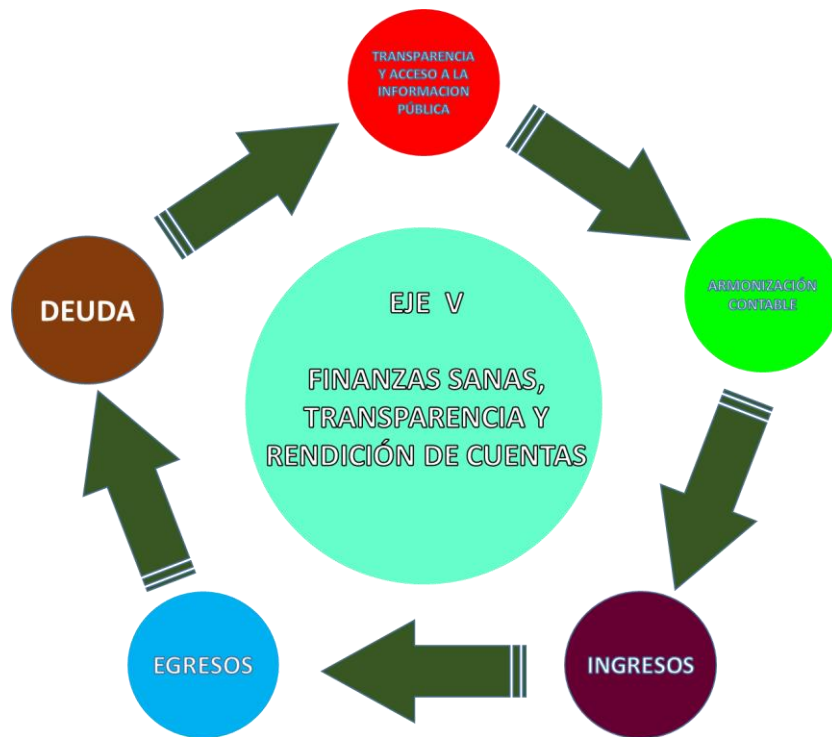 TRANSPARENCIA
Y ACCESO A LA
INFORMACION
PÚBLICA
ARMONIZACIÓN
CONTABLE
INGRESOS
EGRESOS
DEUDA
EJE V
FINANZAS SANAS,
TRANSPARENCIA Y
RENDICIÓN DE CUENTAS